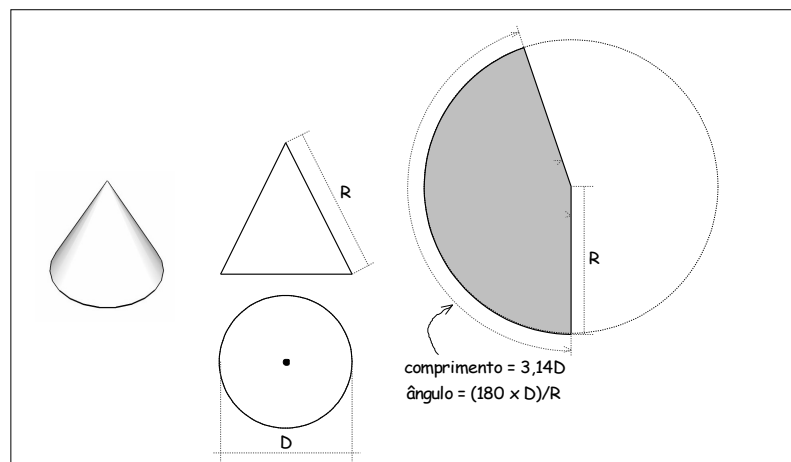 R
R
comprimento = 3,14D
ângulo = (180 x D)/R
D